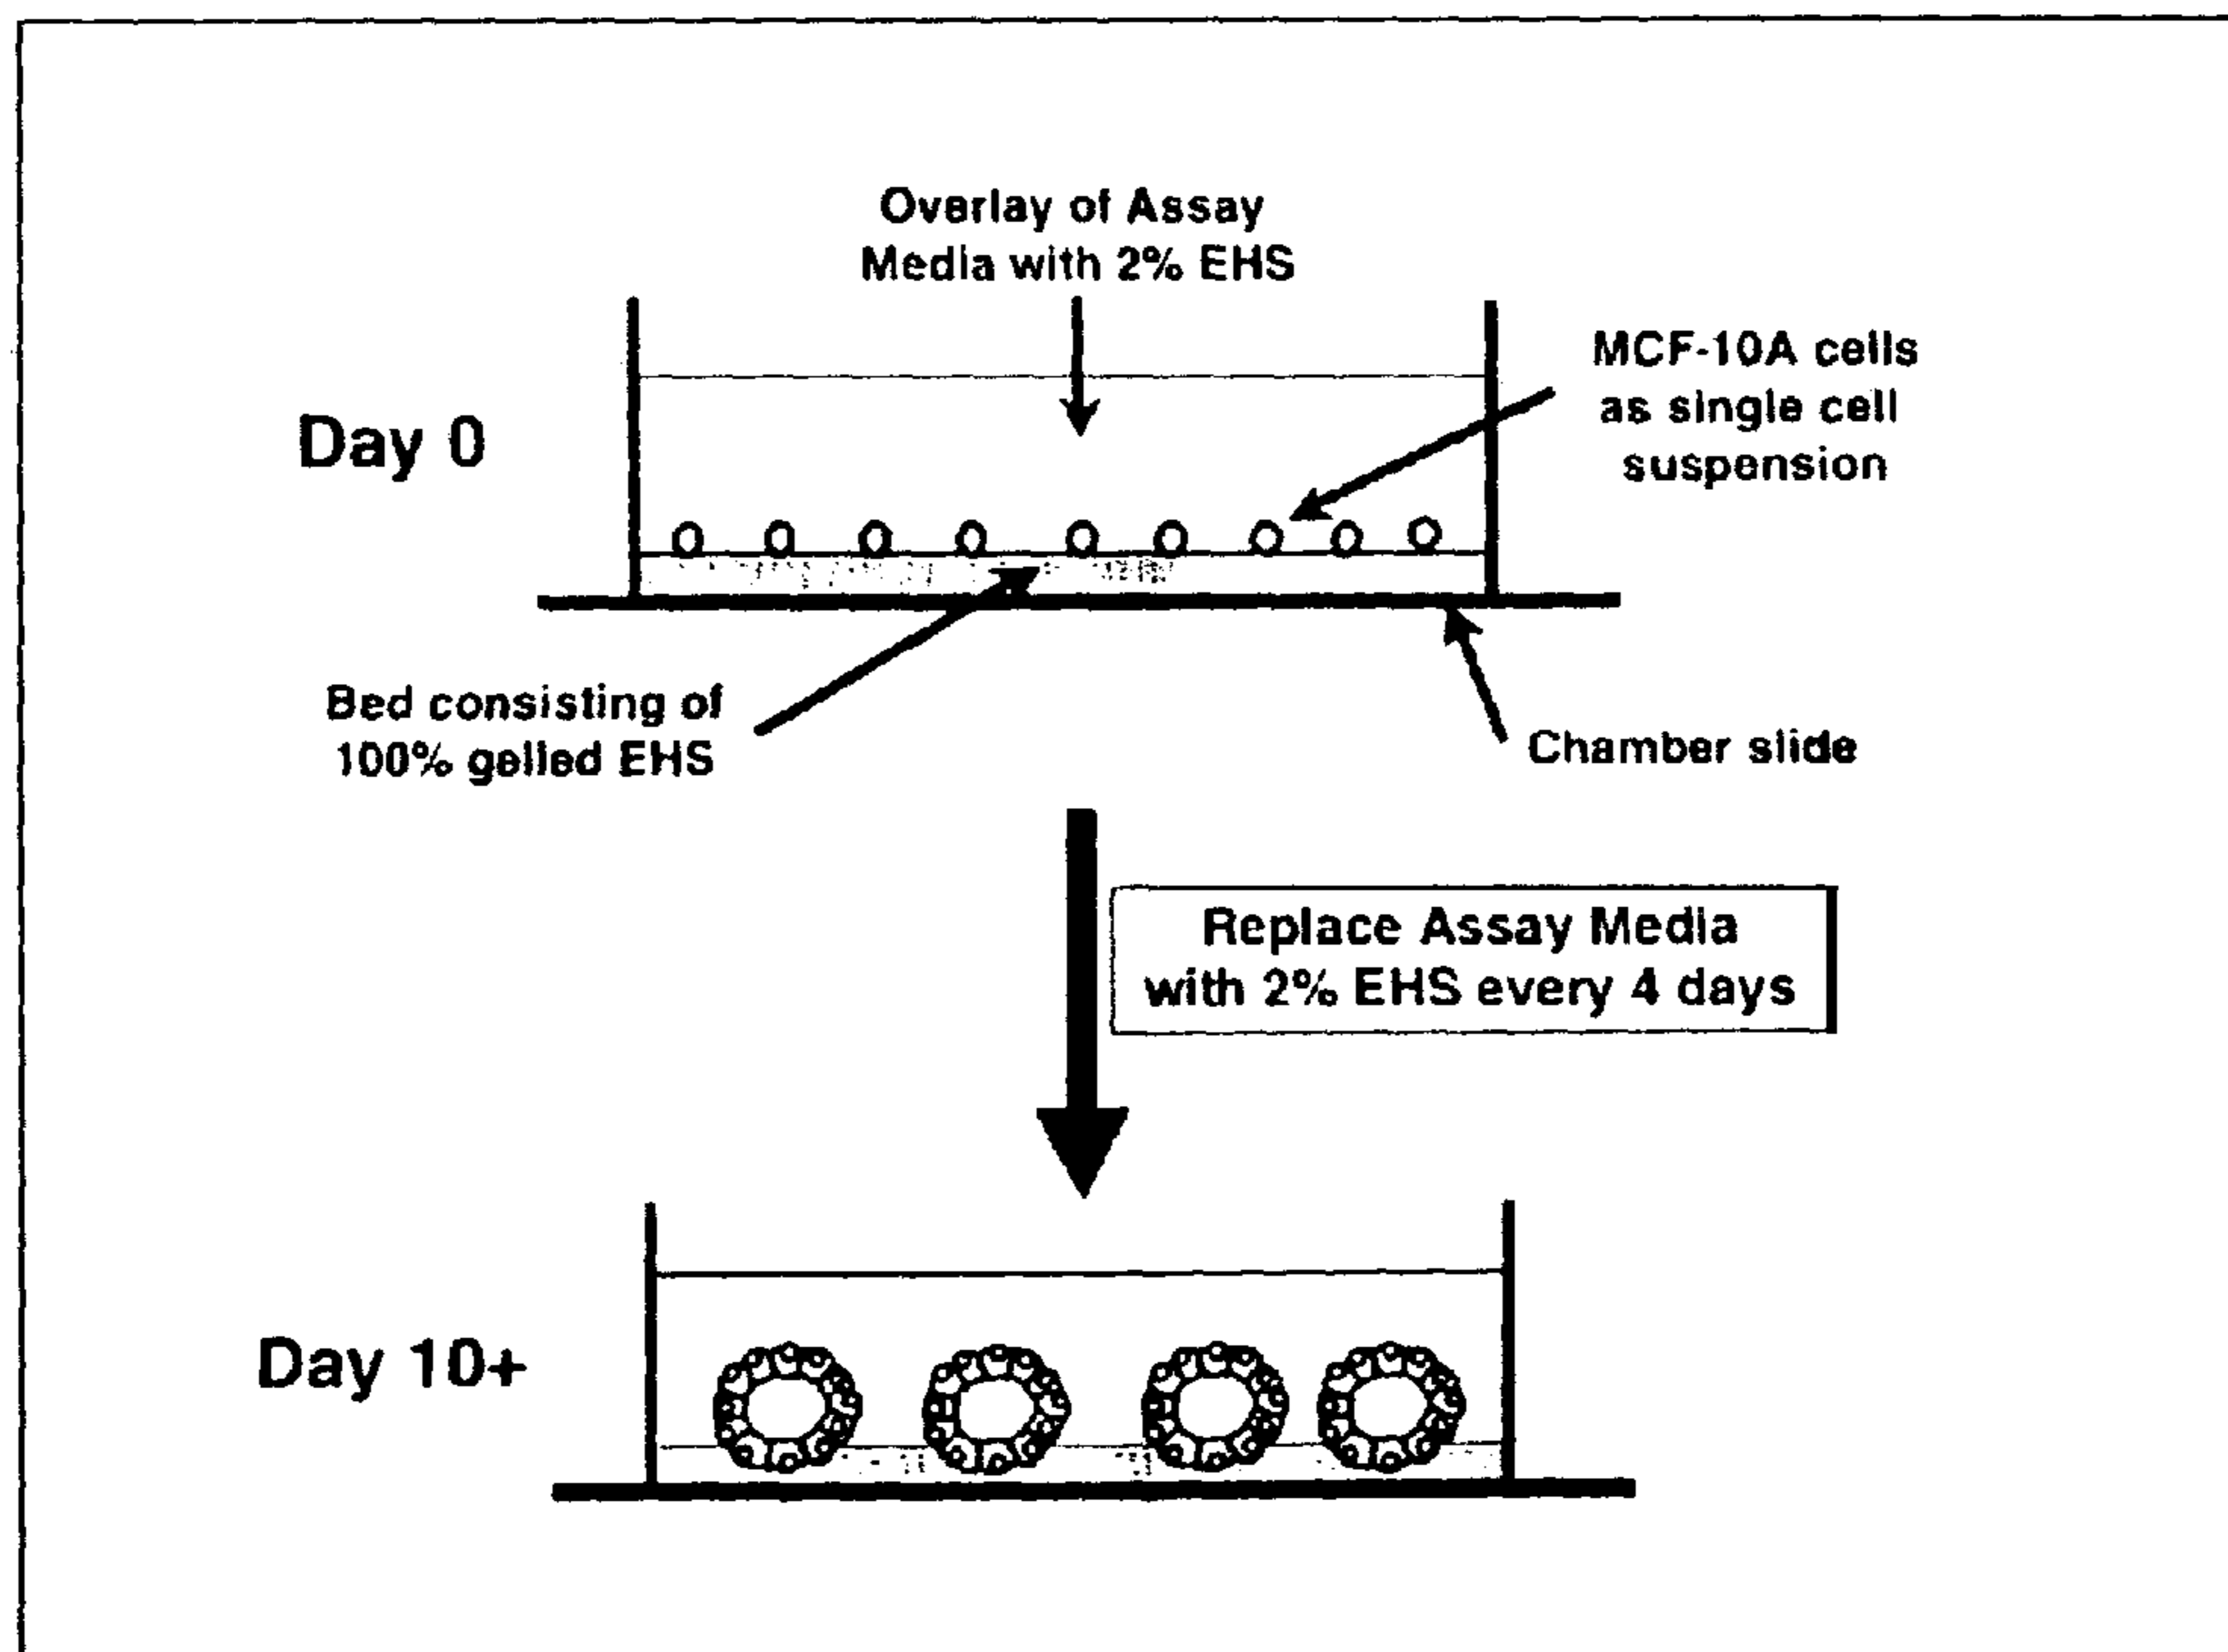 Overlay of Assay
Media with 2% EHS
MCF-10A cells
as single cell
suspension
Day 0
Bed consisting of
100% gelled EHS
Chamber slide
Replace Assay Media
with 2% EHS every 4 days
Day 10+